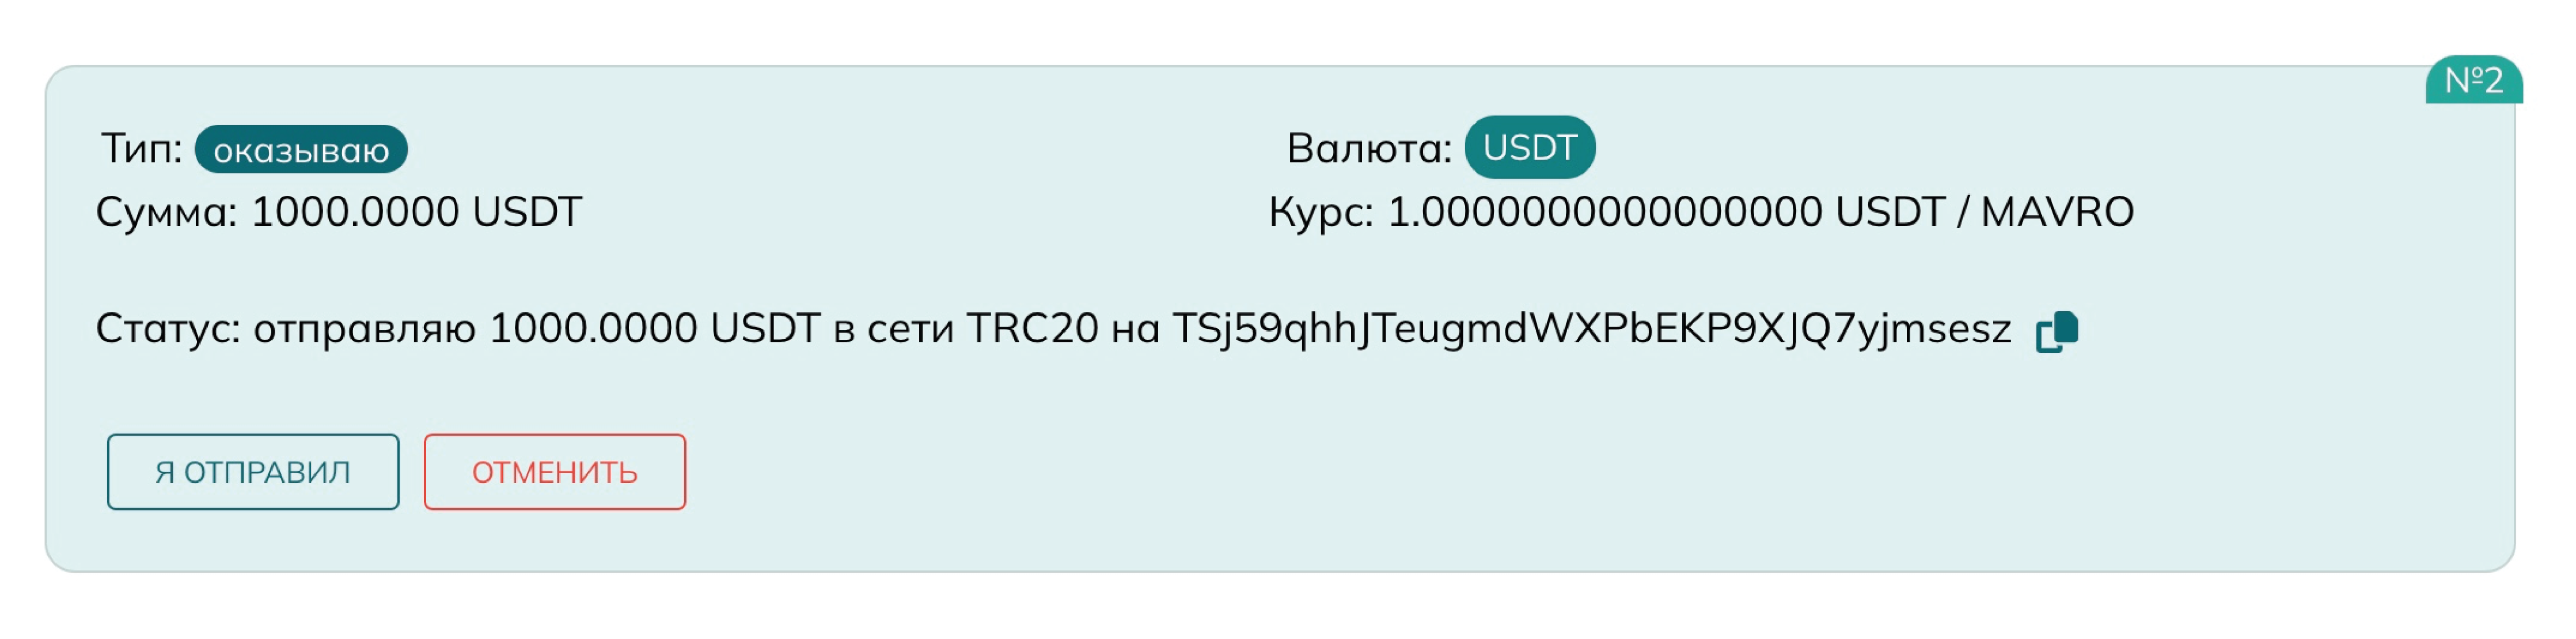 №2
Тип: оказываю
Валюта: USDT
Сумма: 1000.0000 USDT
Курс: 1.0000000000000000 USDT / MAVRO
Статус: отправляю 1000.0000 USDT в сети TRC20 на TSj59qhhJTeugmdWXPbEKP9XJQ7yjmsesz
Я ОТПРАВИЛ
ОТМЕНИТЬ